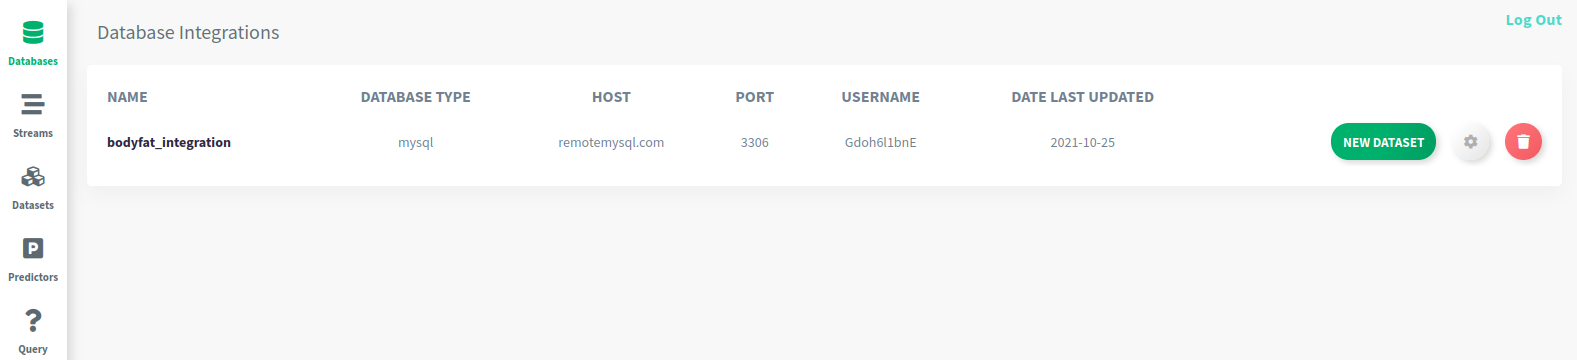 Log Out
Database Integrations
Databases
Streams
Datasets
Predictors
Query
NAME DATABASE TYPE HOST PORT USERNAME DATE LAST UPDATED
bodyfat_integration mysql remotemysql.com 3306 Gdoh6l1bnE 2021-10-25 NEW DATASET